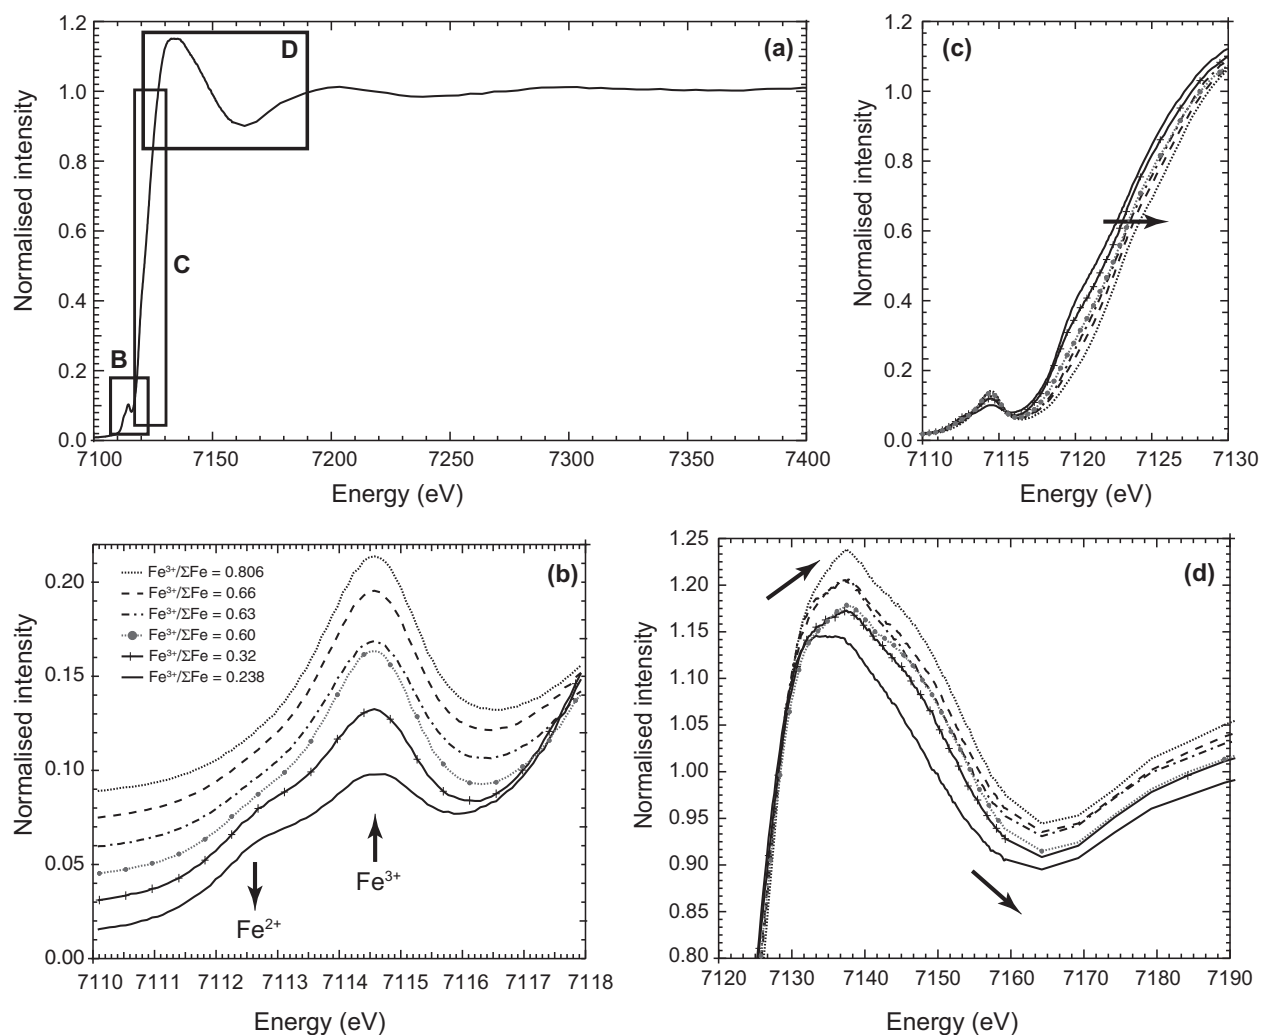 (a)
D
C
B
Normalised intensity
1.2
1.0
0.8
0.6
0.4
0.2
0.0
7100 7150 7200 7250 7300 7350 7400
Energy (eV)
(c)
Normalised intensity
1.2
1.0
0.8
0.6
0.4
0.2
0.0
7110 7115 7120 7125 7130
Energy (eV)
(b)
Fe³⁺/ΣFe = 0.806
Fe³⁺/ΣFe = 0.66
Fe³⁺/ΣFe = 0.63
Fe³⁺/ΣFe = 0.60
Fe³⁺/ΣFe = 0.32
Fe³⁺/ΣFe = 0.238
Fe³⁺
Fe²⁺
Normalised intensity
0.20
0.15
0.10
0.05
0.00
7110 7111 7112 7113 7114 7115 7116 7117 7118
Energy (eV)
(d)
Normalised intensity
1.25
1.20
1.15
1.10
1.05
1.00
0.95
0.90
0.85
0.80
7120 7130 7140 7150 7160 7170 7180 7190
Energy (eV)